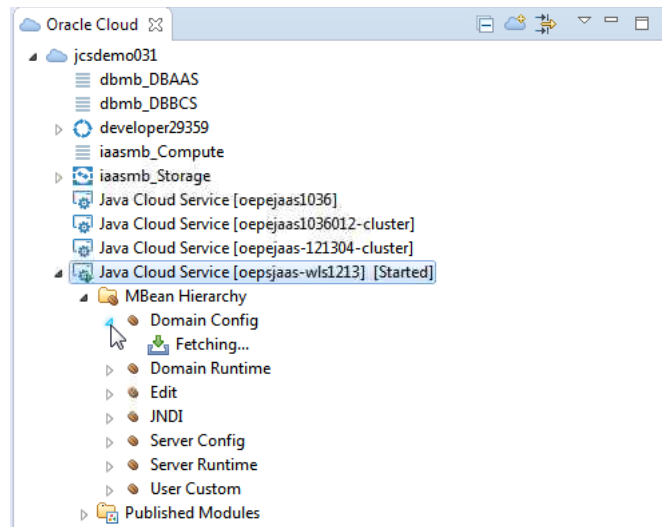 Oracle Cloud
jcsdemo031
dbmb_DBAAS
dbmb_DBBCS
developer29359
iaasmb_Compute
iaasmb_Storage
Java Cloud Service [oepejaas1036]
Java Cloud Service [oepejaas1036012-cluster]
Java Cloud Service [oepejaas-121304-cluster]
Java Cloud Service [oepsjaas-wls1213] [Started]
MBean Hierarchy
Domain Config
Fetching...
Domain Runtime
Edit
JNDI
Server Config
Server Runtime
User Custom
Published Modules